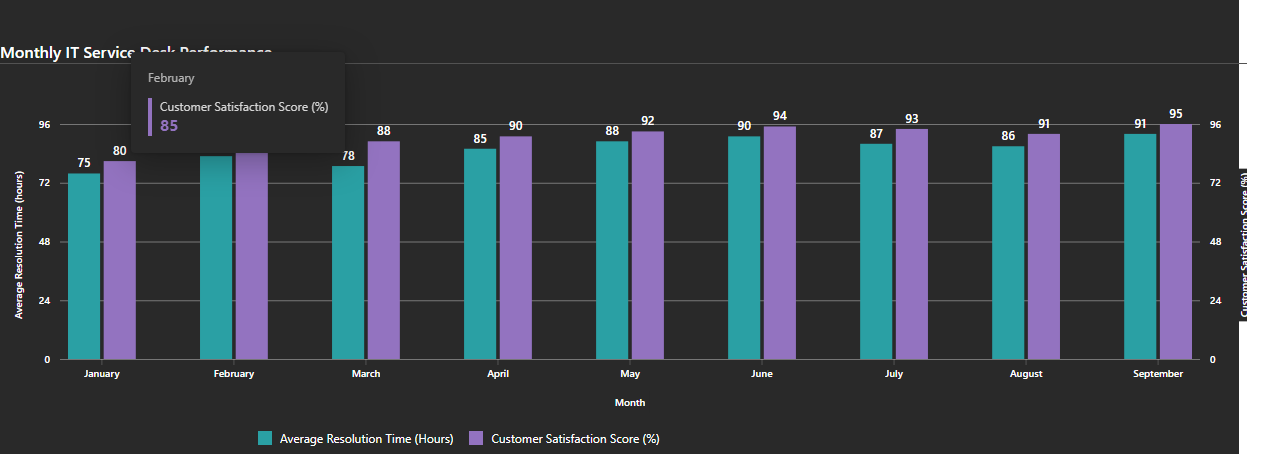 Monthly IT Service Desk Performance
February
Customer Satisfaction Score (%)
85
96
72
48
24
0
Average Resolution Time (hours)
75 80
78 88
85 90
88 92
90 94
87 93
86 91
91 95
96
72
48
24
0
Customer Satisfaction Score (%)
January February March April May June July August September
Month
Average Resolution Time (Hours) Customer Satisfaction Score (%)